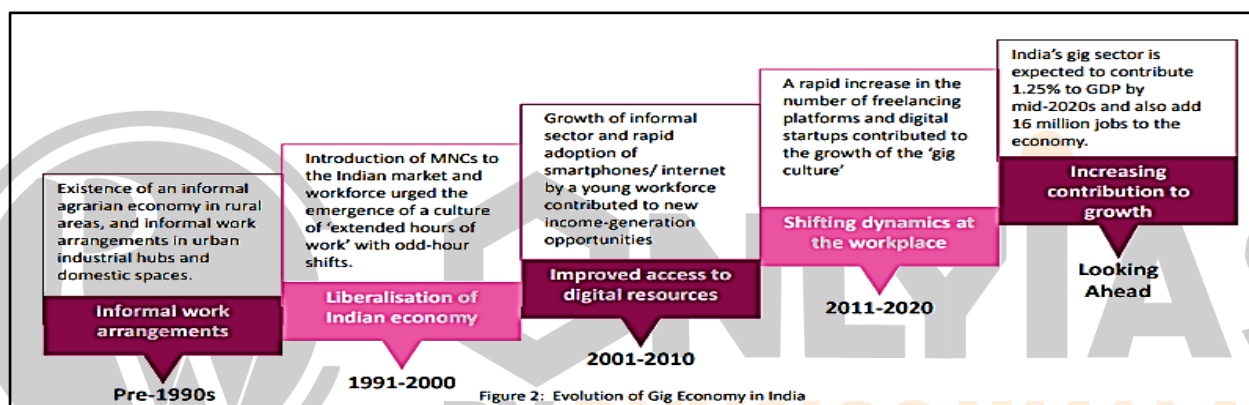 Existence of an informal
agrarian economy in rural
areas, and informal work
arrangements in urban
industrial hubs and
domestic spaces.
Informal work
arrangements
Pre-1990s
Introduction of MNCs to
the Indian market and
workforce urged the
emergence of a culture
of ‘extended hours of
work’ with odd-hour
shifts.
Liberalisation of
Indian economy
1991-2000
Growth of informal
sector and rapid
adoption of
smartphones/ internet
by a young workforce
contributed to new
income-generation
opportunities
Improved access to
digital resources
2001-2010
A rapid increase in the
number of freelancing
platforms and digital
startups contributed to
the growth of the ‘gig
culture’
Shifting dynamics at
the workplace
2011-2020
India’s gig sector is
expected to contribute
1.25% to GDP by
mid-2020s and also add
16 million jobs to the
economy.
Increasing
contribution to
growth
Looking
Ahead
Figure 2: Evolution of Gig Economy in India
NLYIAS